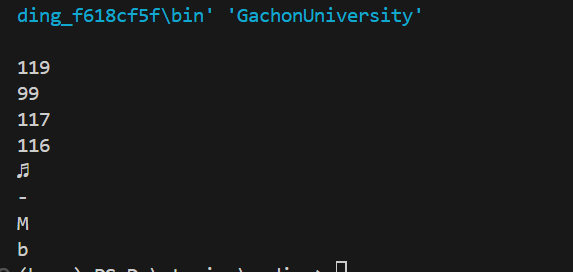 ding_f618cf5f\bin' 'GachonUniversity'
119
99
117
116
♬
-
M
b